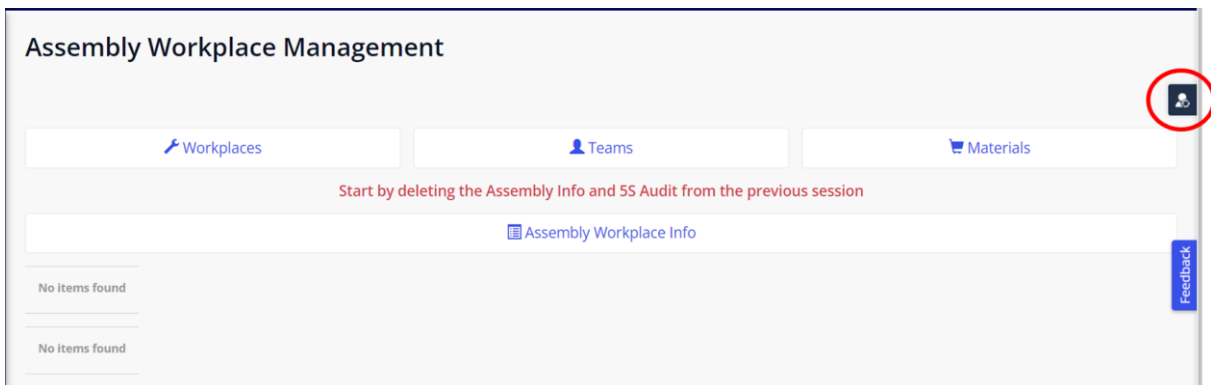 Assembly Workplace Management
Workplaces
Teams
Materials
Start by deleting the Assembly Info and 5S Audit from the previous session
Assembly Workplace Info
Feedback
No items found
No items found